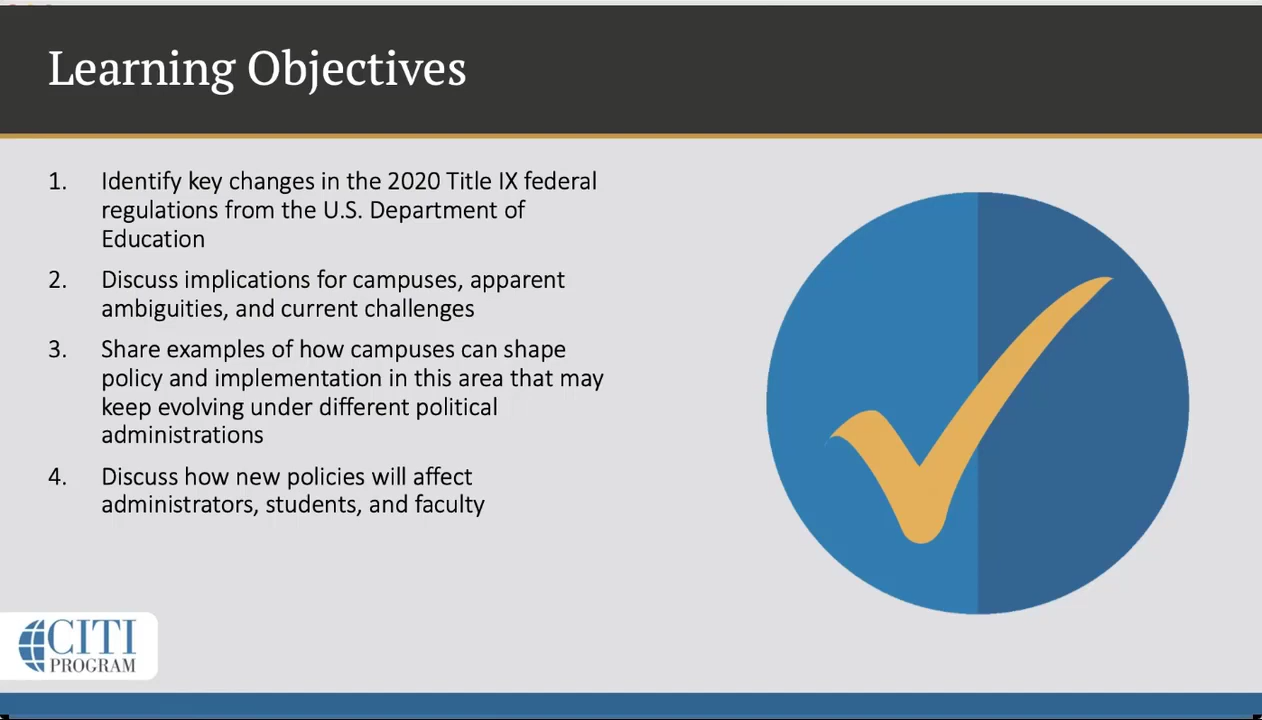 Learning Objectives
1. Identify key changes in the 2020 Title IX federal
regulations from the U.S. Department of
Education
2. Discuss implications for campuses, apparent
ambiguities, and current challenges
3. Share examples of how campuses can shape
policy and implementation in this area that may
keep evolving under different political
administrations
4. Discuss how new policies will affect
administrators, students, and faculty
CITI
PROGRAM